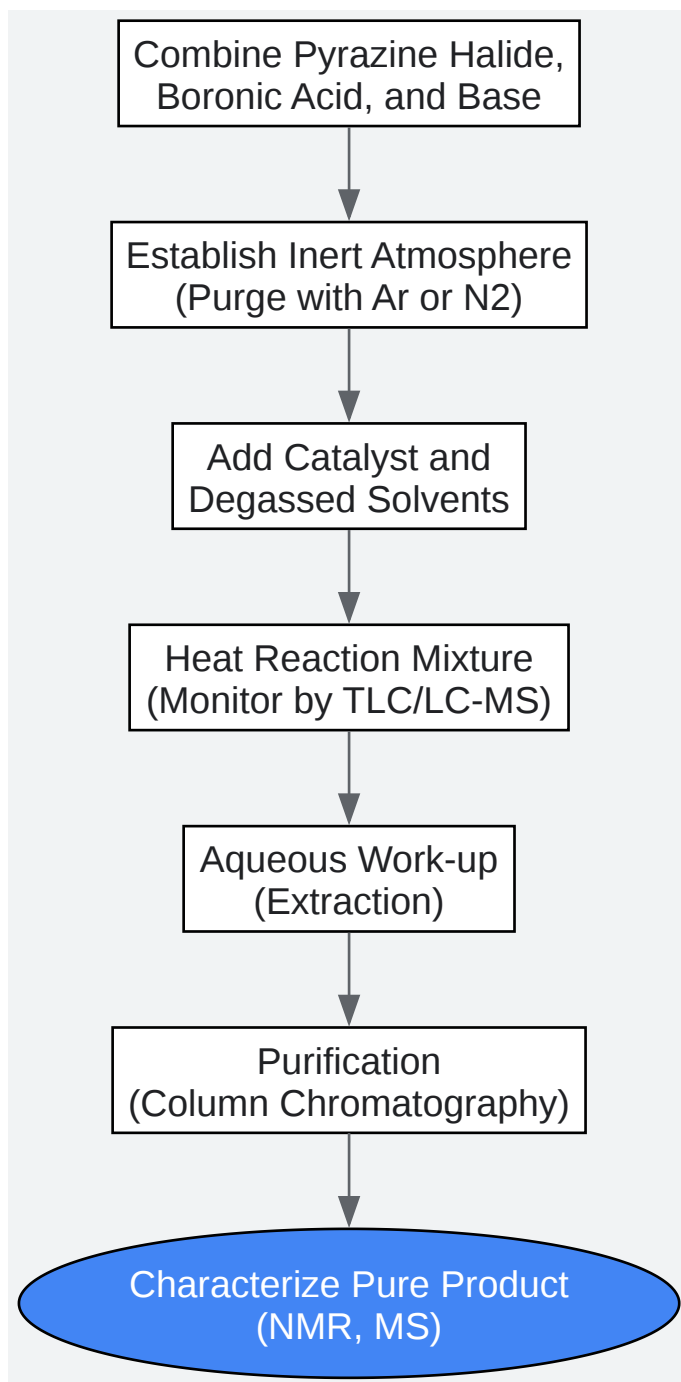 Combine Pyrazine Halide,
Boronic Acid, and Base
Establish Inert Atmosphere
(Purge with Ar or N2)
Add Catalyst and
Degassed Solvents
Heat Reaction Mixture
(Monitor by TLC/LC-MS)
Aqueous Work-up
(Extraction)
Purification
(Column Chromatography)
Characterize Pure Product
(NMR, MS)